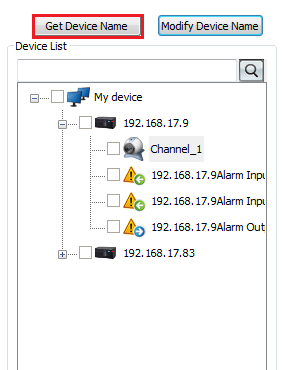 Get Device Name Modify Device Name
Device List
My device
192.168.17.9
Channel_1
192.168.17.9Alarm Inpu
192.168.17.9Alarm Inpu
192.168.17.9Alarm Out
192.168.17.83